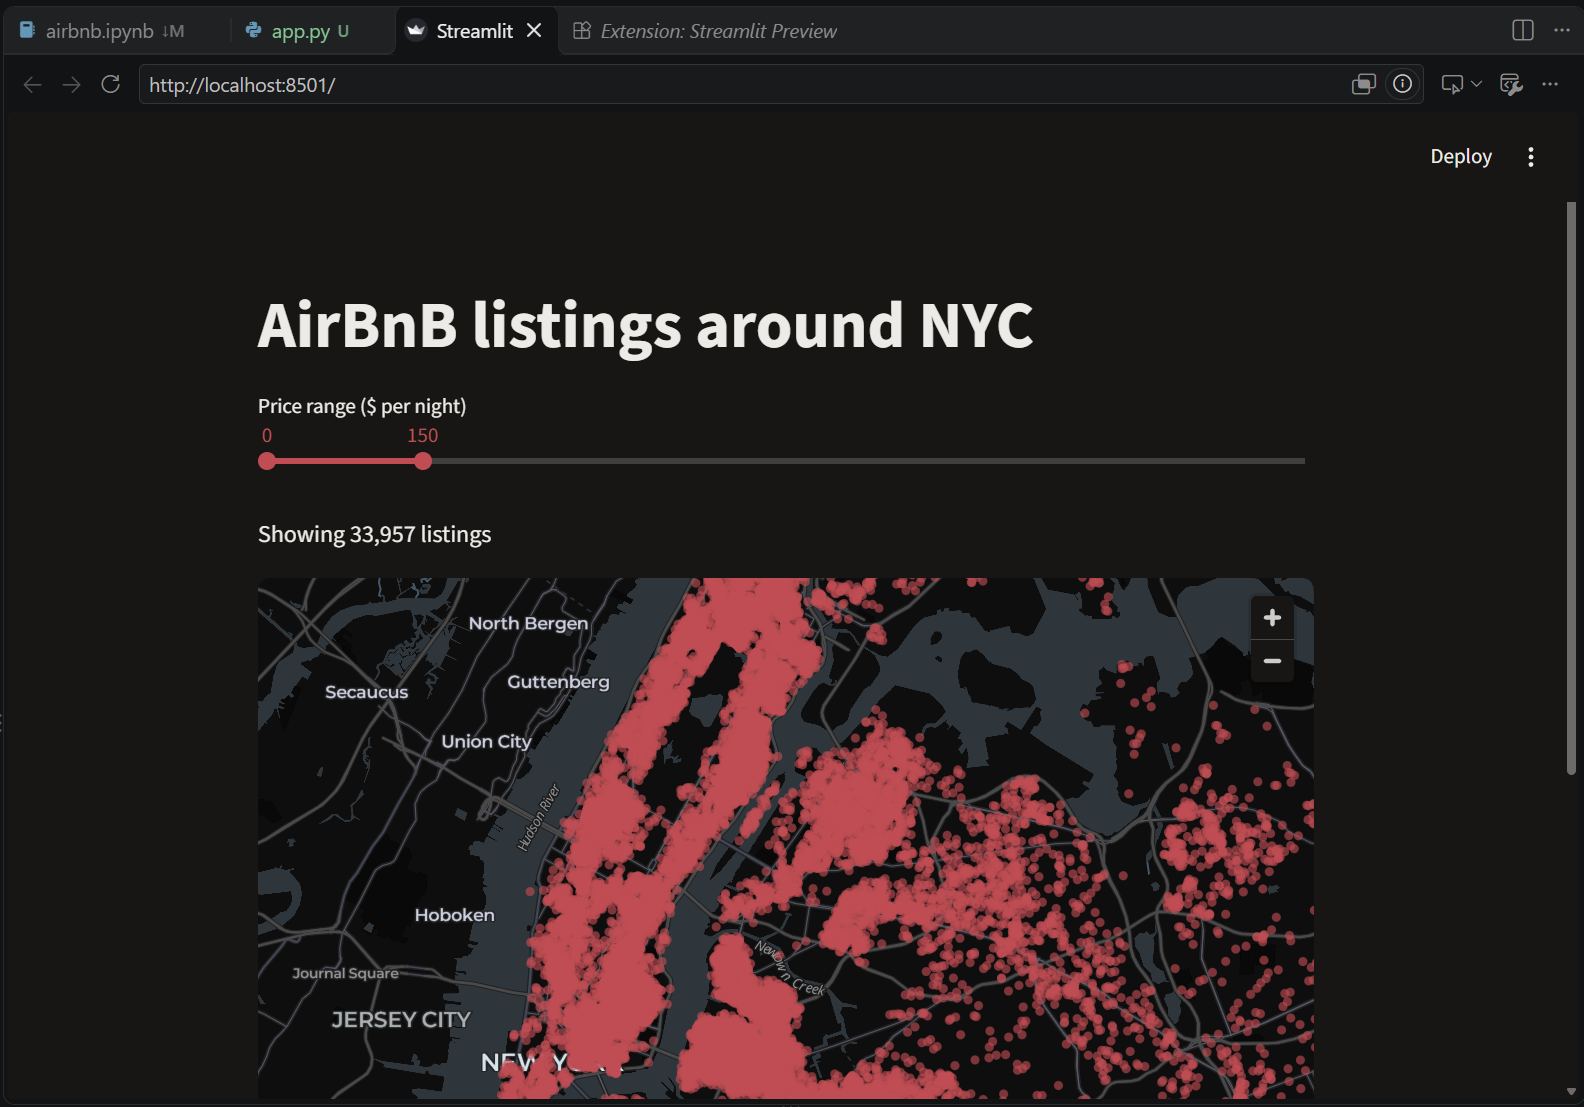 airbnb.ipynb ↓M
app.py U
Streamlit
Extension: Streamlit Preview
http://localhost:8501/
Deploy
AirBnB listings around NYC
Price range ($ per night)
0
150
Showing 33,957 listings
North Bergen
Secaucus
Guttenberg
Union City
Hudson River
Hoboken
Journal Square
JERSEY CITY
Creek